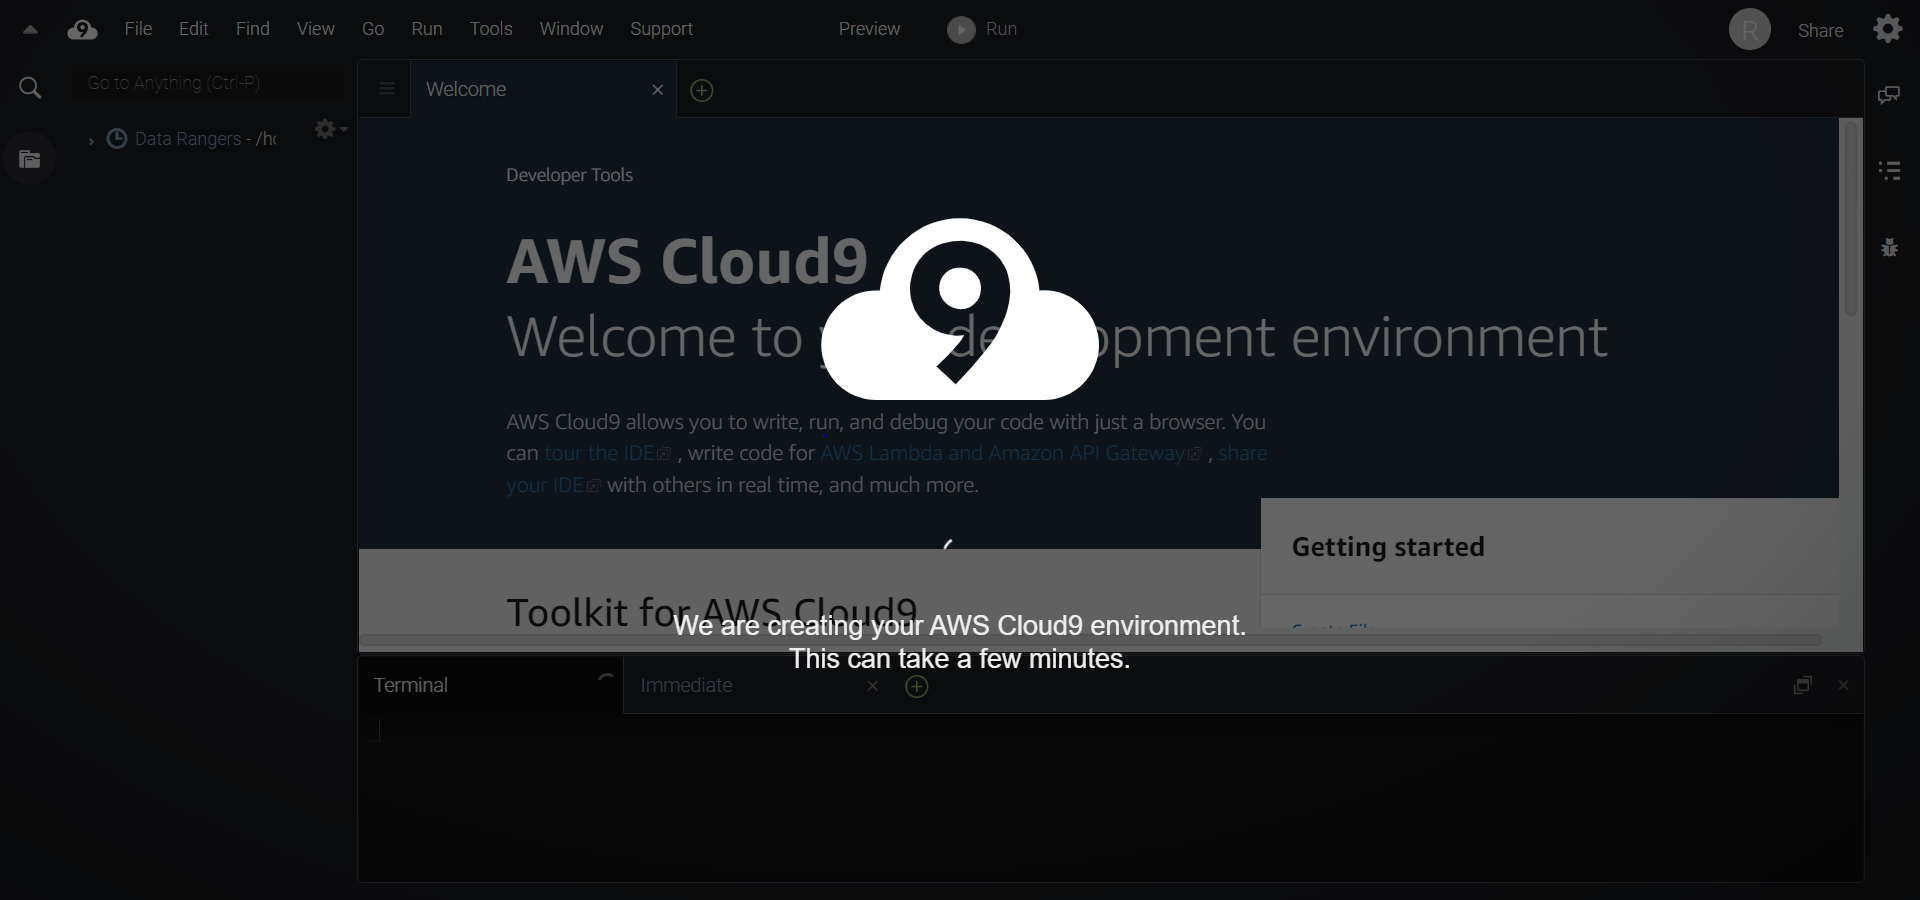 File Edit Find View Go Run Tools Window Support Preview Run R Share
Go to Anything (Ctrl-P)
Welcome
Data Rangers - /ho
Developer Tools
AWS Cloud9
9
Welcome to development environment
AWS Cloud9 allows you to write, run, and debug your code with just a browser. You
can tour the IDE , write code for AWS Lambda and Amazon API Gateway , share
your IDE with others in real time, and much more.
Getting started
Toolkit for AWS Cloud9
We are creating your AWS Cloud9 environment.
This can take a few minutes.
Terminal Immediate